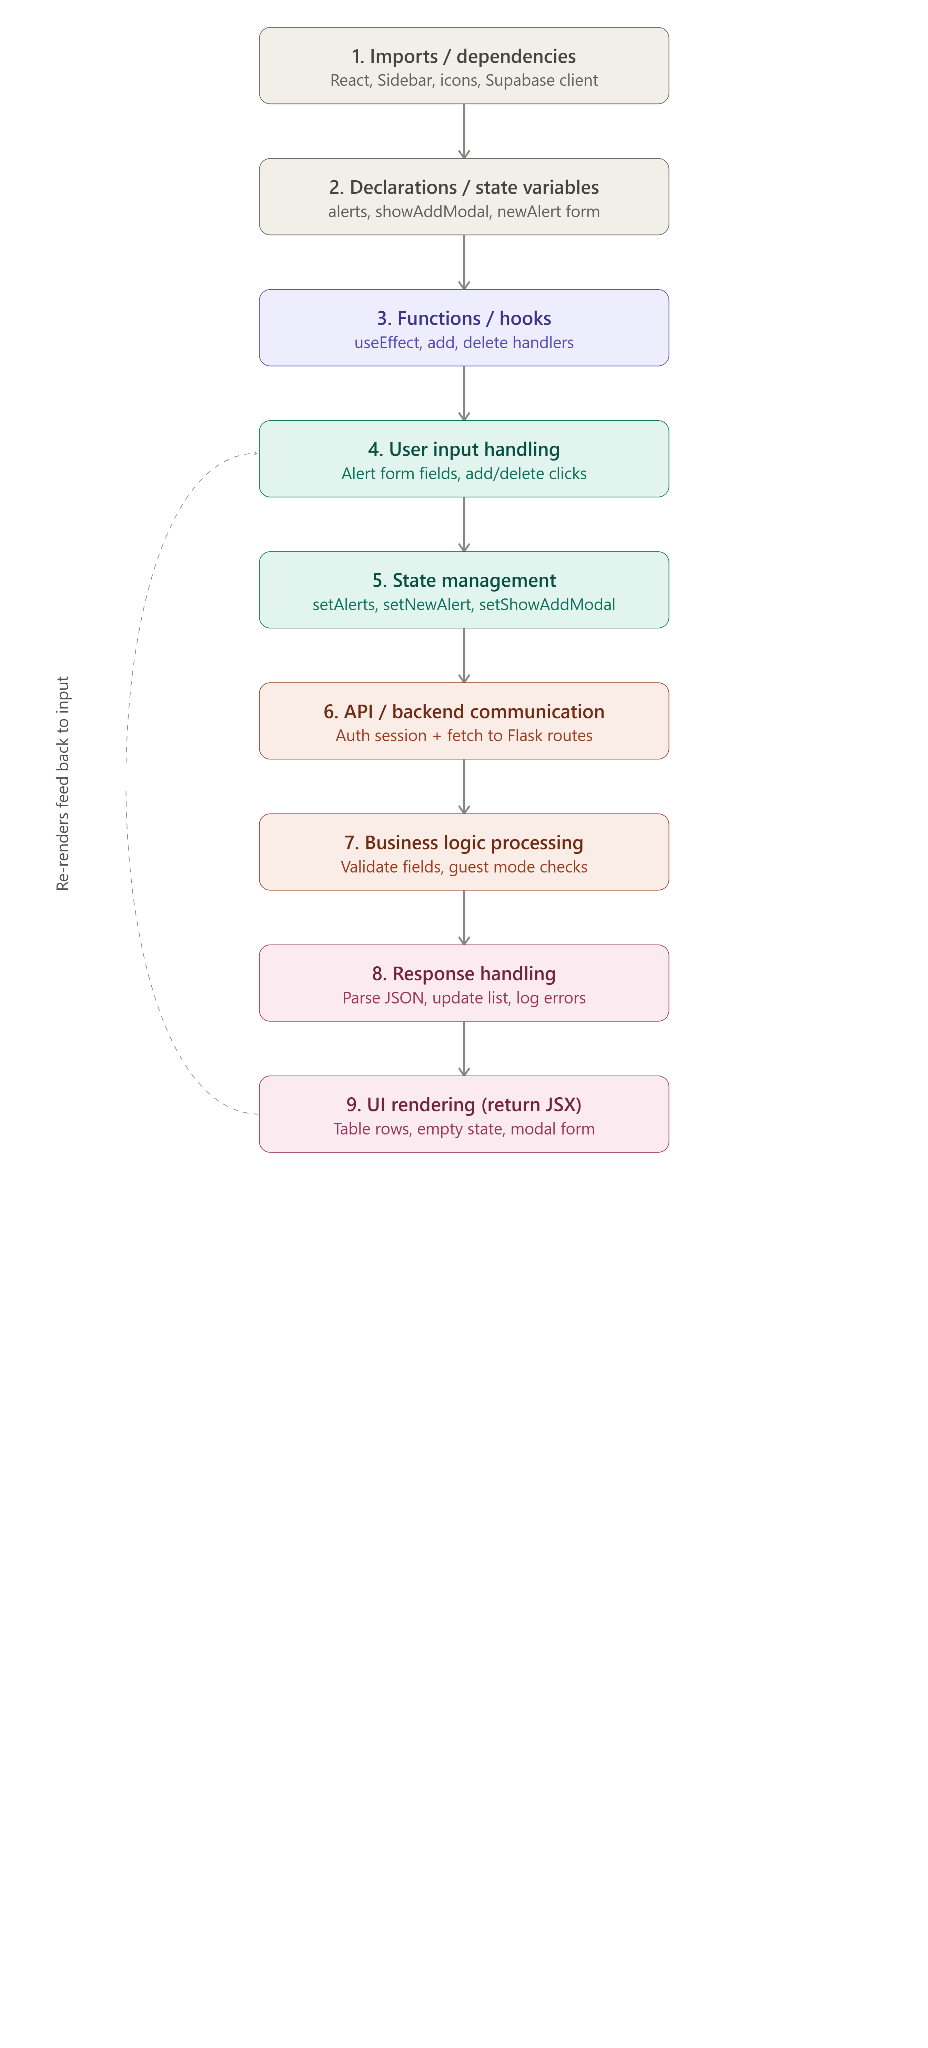 1. Imports / dependencies
React, Sidebar, icons, Supabase client
2. Declarations / state variables
alerts, showAddModal, newAlert form
3. Functions / hooks
useEffect, add, delete handlers
4. User input handling
Alert form fields, add/delete clicks
5. State management
setAlerts, setNewAlert, setShowAddModal
6. API / backend communication
Auth session + fetch to Flask routes
7. Business logic processing
Validate fields, guest mode checks
8. Response handling
Parse JSON, update list, log errors
9. UI rendering (return JSX)
Table rows, empty state, modal form
Re-renders feed back to input